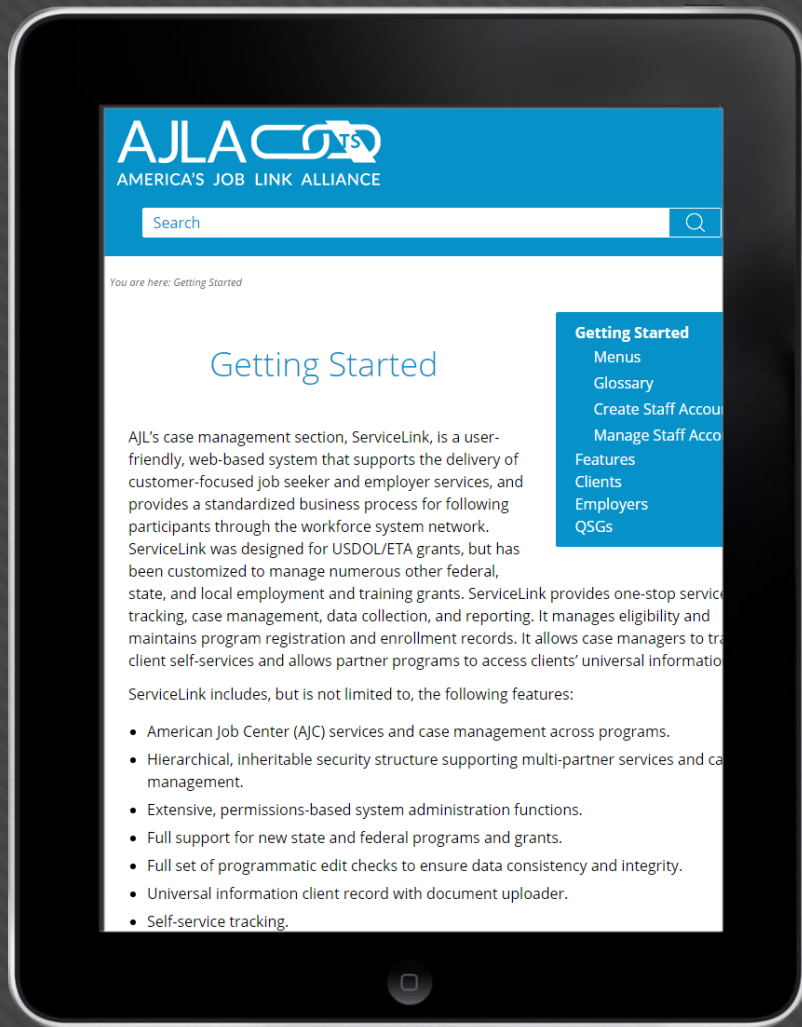 AJLA TS
AMERICA'S JOB LINK ALLIANCE
Search
You are here: Getting Started
Getting Started
Getting Started
Menus
Glossary
Create Staff
Manage Staff
Features
Clients
Employers
QSGs
AJL's case management section, ServiceLink, is a user-
friendly, web-based system that supports the delivery of
customer-focused job seeker and employer services, and
provides a standardized business process for following
participants through the workforce system network.
ServiceLink was designed for USDOL/ETA grants, but has
been customized to manage numerous other federal,
state, and local employment and training grants. ServiceLink provides one-stop service
tracking, case management, data collection, and reporting. It manages eligibility and
maintains program registration and enrollment records. It allows case managers to
client self-services and allows partner programs to access clients' universal
ServiceLink includes, but is not limited to, the following features:
• American Job Center (AJC) services and case management across programs.
• Hierarchical, inheritable security structure supporting multi-partner services and
management.
• Extensive, permissions-based system administration functions.
• Full support for new state and federal programs and grants.
• Full set of programmatic edit checks to ensure data consistency and integrity.
• Universal information client record with document uploader.
• Self-service tracking.